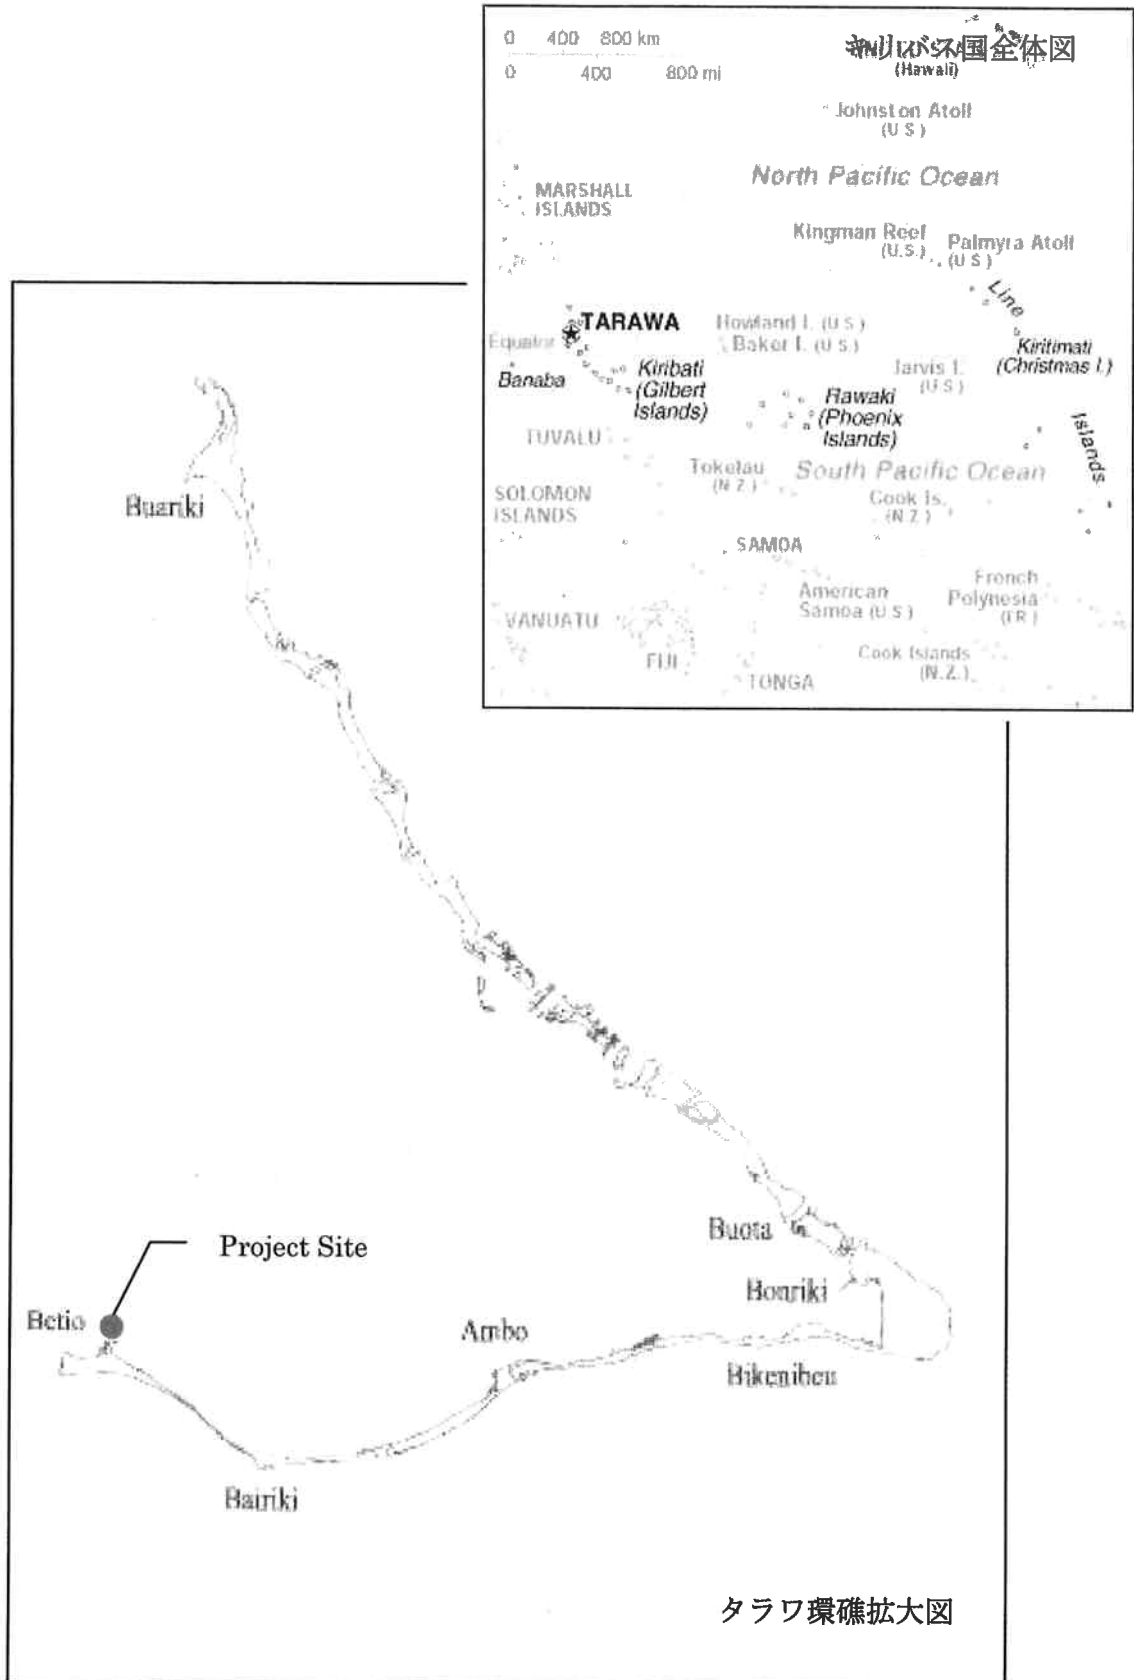 0 400 800 km
0 400 800 mi
キリバス国全体図
(Hawaii)
Johnston Atoll
(U S )
North Pacific Ocean
MARSHALL
ISLANDS
Kingman Reef
(U.S.)
Palmyra Atoll
(U S )
Line
TARAWA
Howland I. (U S )
Equator
Baker I. (U S.)
Kiritimati
(Christmas I.)
Jarvis I.
(U S )
Banaba
Kiribati
(Gilbert
Islands)
Rawaki
(Phoenix
Islands)
Islands
TUVALU
Tokelau
(N Z.)
South Pacific Ocean
SOLOMON
ISLANDS
Cook Is.
(N Z )
SAMOA
American
Samoa (U S )
French
Polynesia
(FR )
VANUATU
FIJI
Cook Islands
(N.Z.)
TONGA
Buariki
Buota
Project Site
Bonriki
Betio
Ambo
Bikenibeu
Bairiki
タラワ環礁拡大図